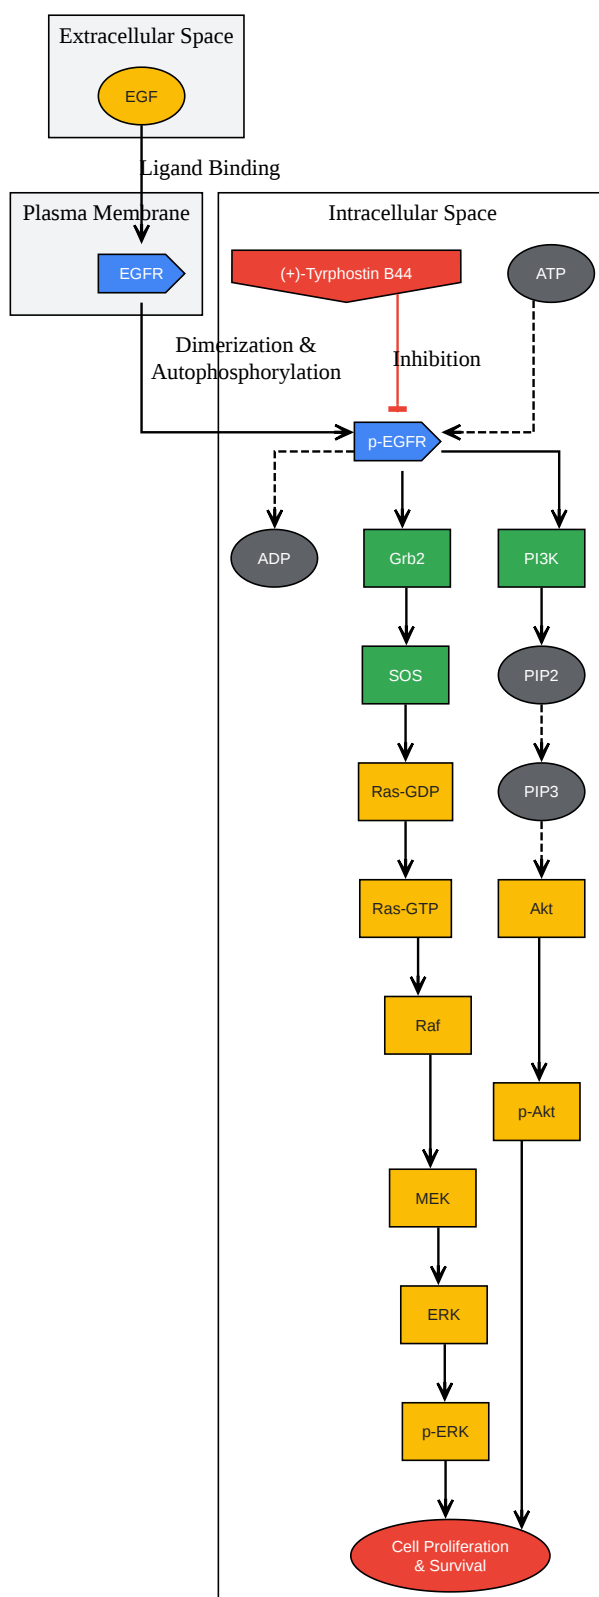 Extracellular Space
EGF
Ligand Binding
Plasma Membrane
Intracellular Space
EGFR
(+)-Tyrphostin B44
ATP
Dimerization &
Autophosphorylation
Inhibition
p-EGFR
ADP
Grb2
PI3K
SOS
PIP2
Ras-GDP
PIP3
Ras-GTP
Akt
Raf
p-Akt
MEK
ERK
p-ERK
Cell Proliferation
& Survival